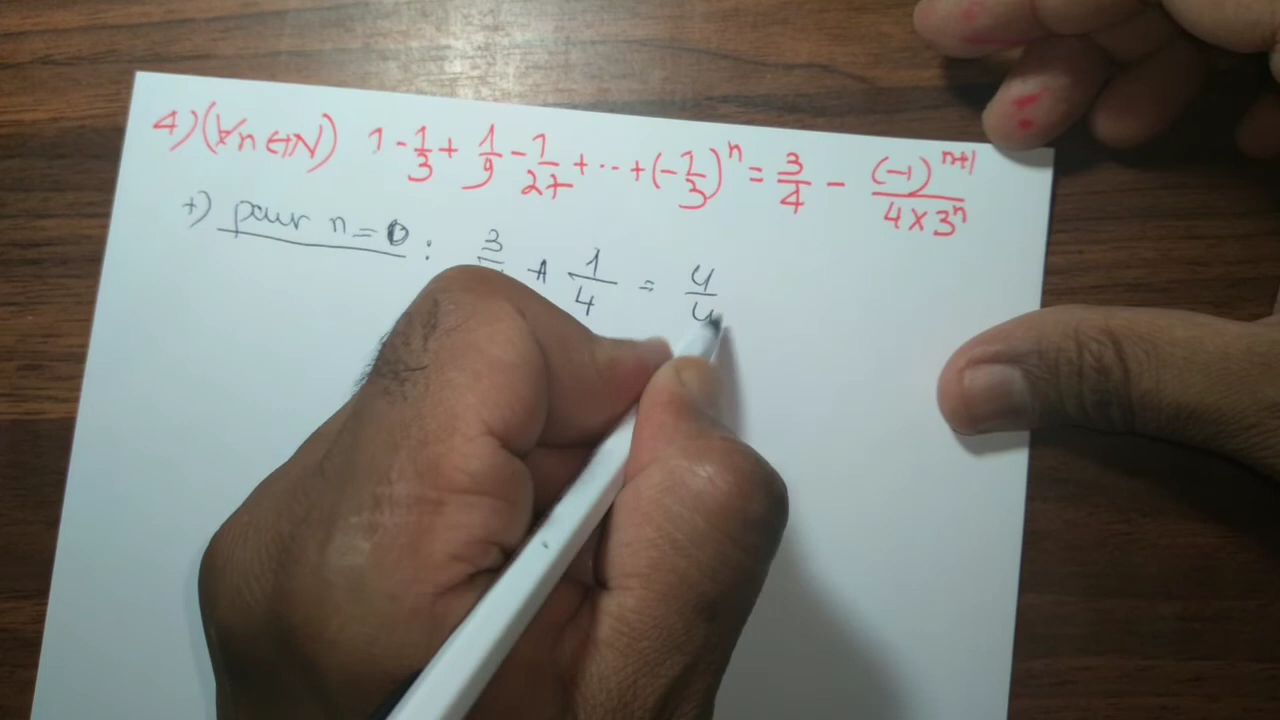 4) (∀n∈IN) 1 - 1/3 + 1/9 - 1/27 + ... + (-1/3)^n = 3/4 - (-1)^(n+1)/(4×3^n)
+) pour n=0 : 3/ + 1/4 = 4/4